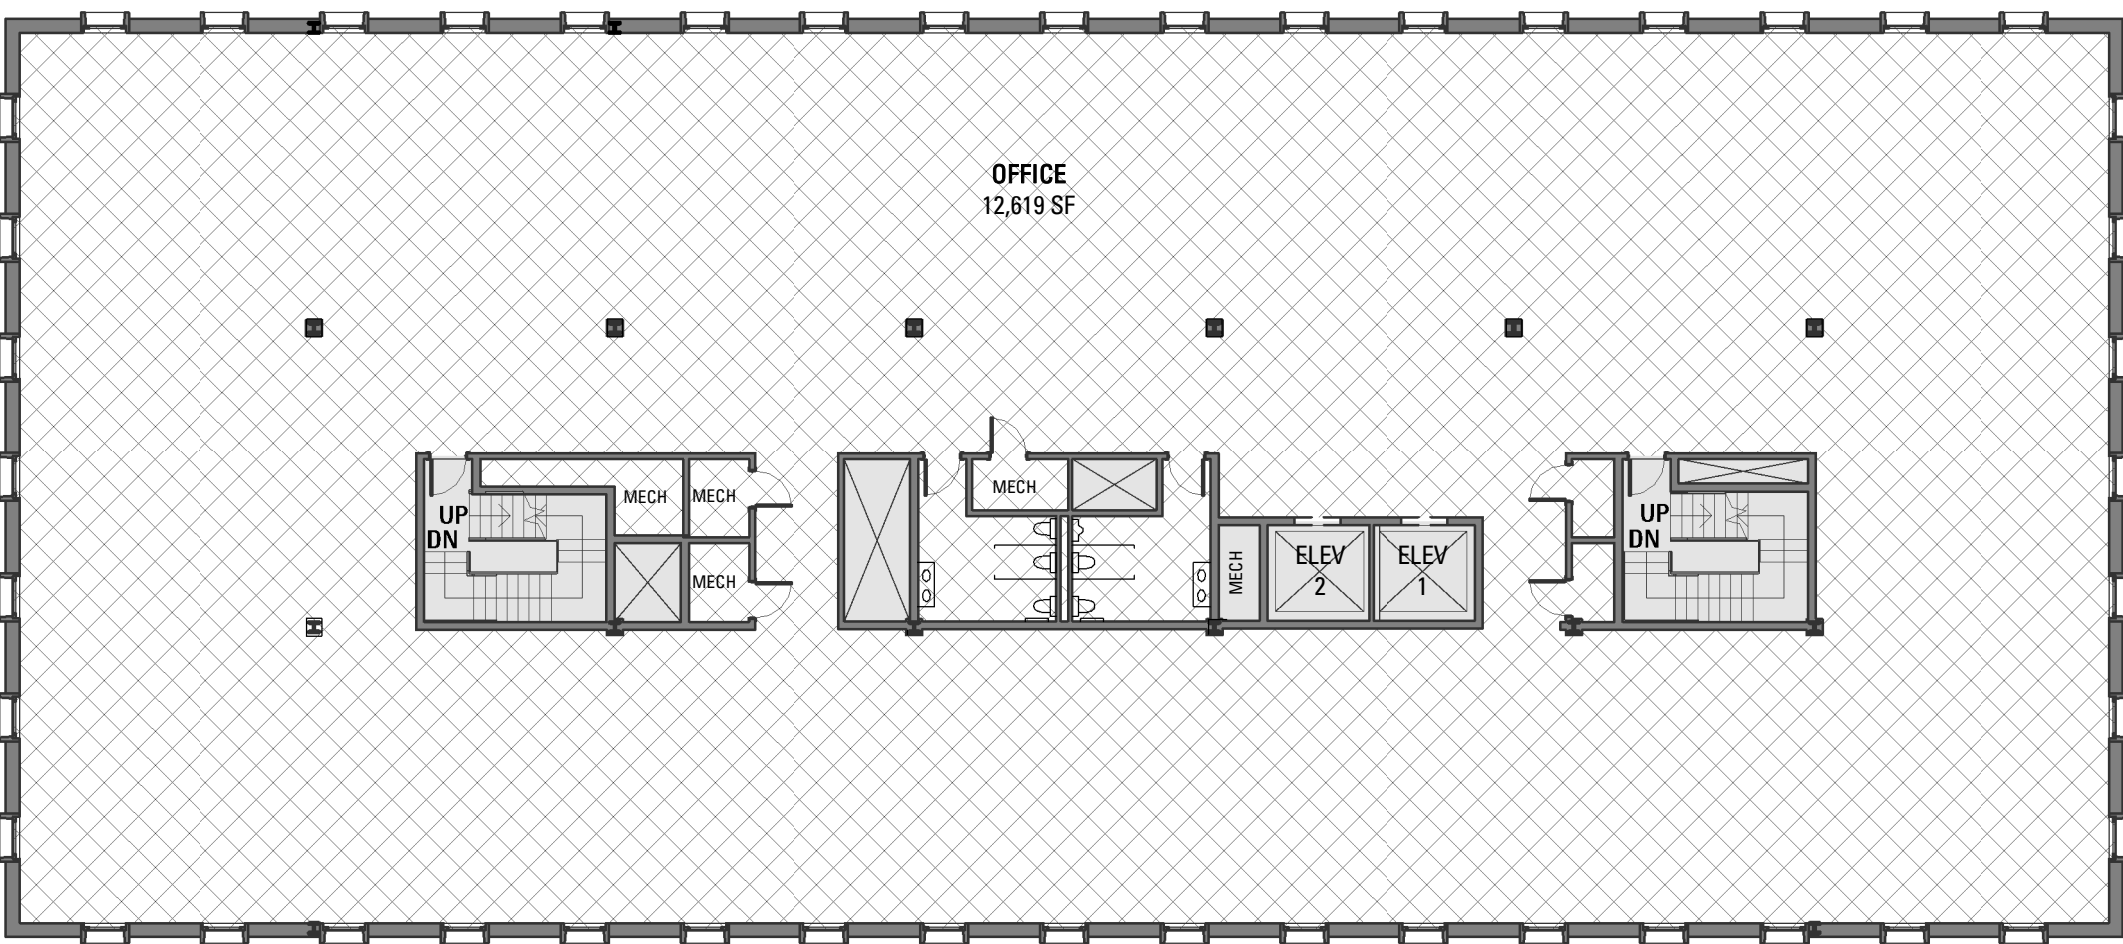 OFFICE
12,619 SF
MECH
MECH
MECH
UP
DN
MECH
MECH
ELEV
2
ELEV
1
UP
DN